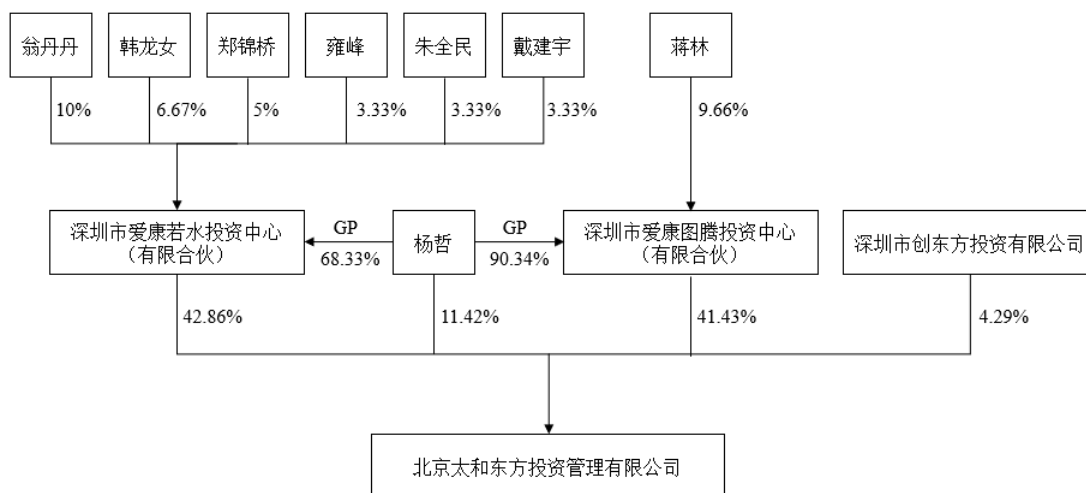 翁丹丹
韩龙女
郑锦桥
雍峰
朱全民
戴建宇
蒋林
10%
6.67%
5%
3.33%
3.33%
3.33%
9.66%
深圳市爱康若水投资中心
（有限合伙）
GP
68.33%
杨哲
GP
90.34%
深圳市爱康图腾投资中心
（有限合伙）
深圳市创东方投资有限公司
42.86%
11.42%
41.43%
4.29%
北京太和东方投资管理有限公司